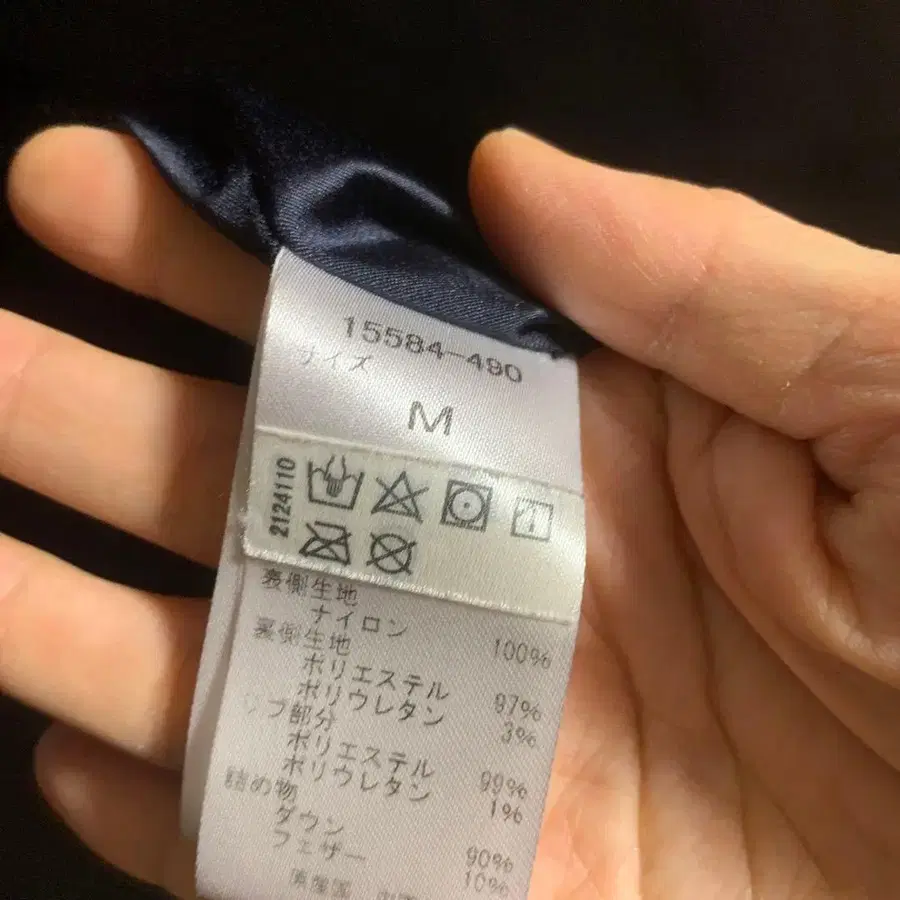 15584-490
サイズ
M
2124110
表側生地
ナイロン 100%
裏側生地
ポリエステル 97%
ポリウレタン 3%
リブ部分
ポリエステル 99%
ポリウレタン 1%
詰め物
ダウン 90%
フェザー 10%
原産国